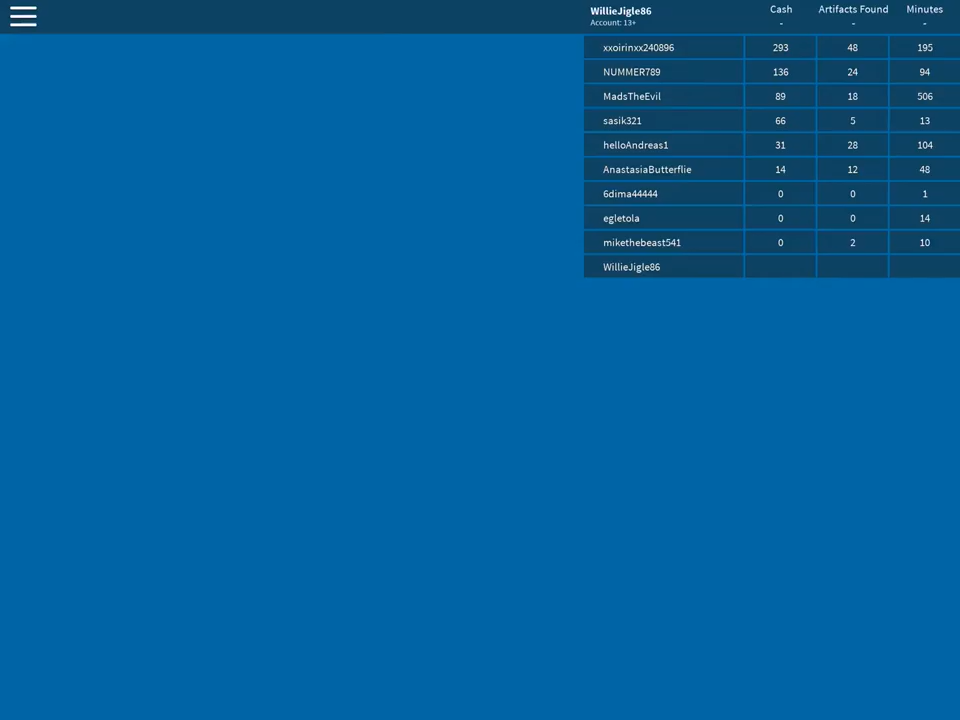 WillieJigle86 Cash Artifacts Found Minutes
Account: 13+ - - -
xxoirinxx240896 293 48 195
NUMMER789 136 24 94
MadsTheEvil 89 18 506
sasik321 66 5 13
helloAndreas1 31 28 104
AnastasiaButterflie 14 12 48
6dima44444 0 0 1
egletola 0 0 14
mikethebeast541 0 2 10
WillieJigle86